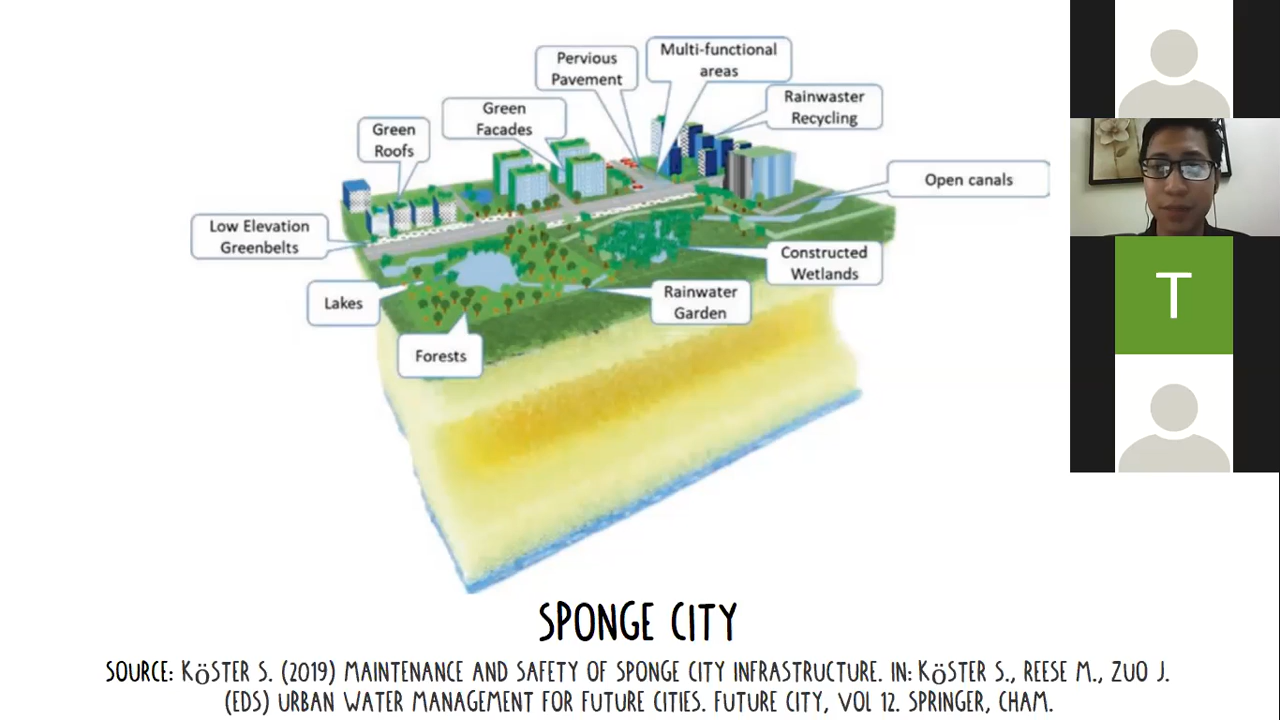 Multi-functional
areas
Pervious
Pavement
Rainwaster
Recycling
Green
Facades
Green
Roofs
Open canals
Low Elevation
Greenbelts
Constructed
Wetlands
Lakes
Rainwater
Garden
Forests
T
SPONGE CITY
SOURCE: KÖSTER S. (2019) MAINTENANCE AND SAFETY OF SPONGE CITY INFRASTRUCTURE. IN: KÖSTER S., REESE M., ZUO J.
(EDS) URBAN WATER MANAGEMENT FOR FUTURE CITIES. FUTURE CITY, VOL 12. SPRINGER, CHAM.